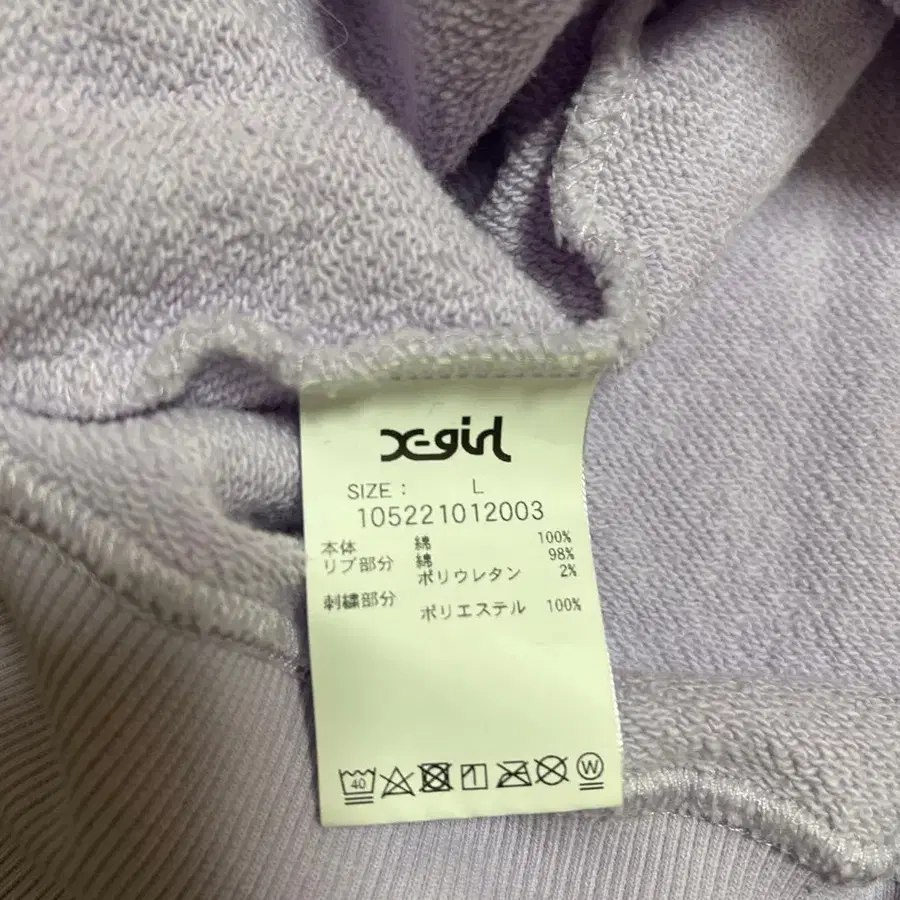 X-girl
SIZE : L
105221012003
本体 綿 100%
リブ部分 綿 98%
ポリウレタン 2%
刺繍部分 ポリエステル 100%
40 W